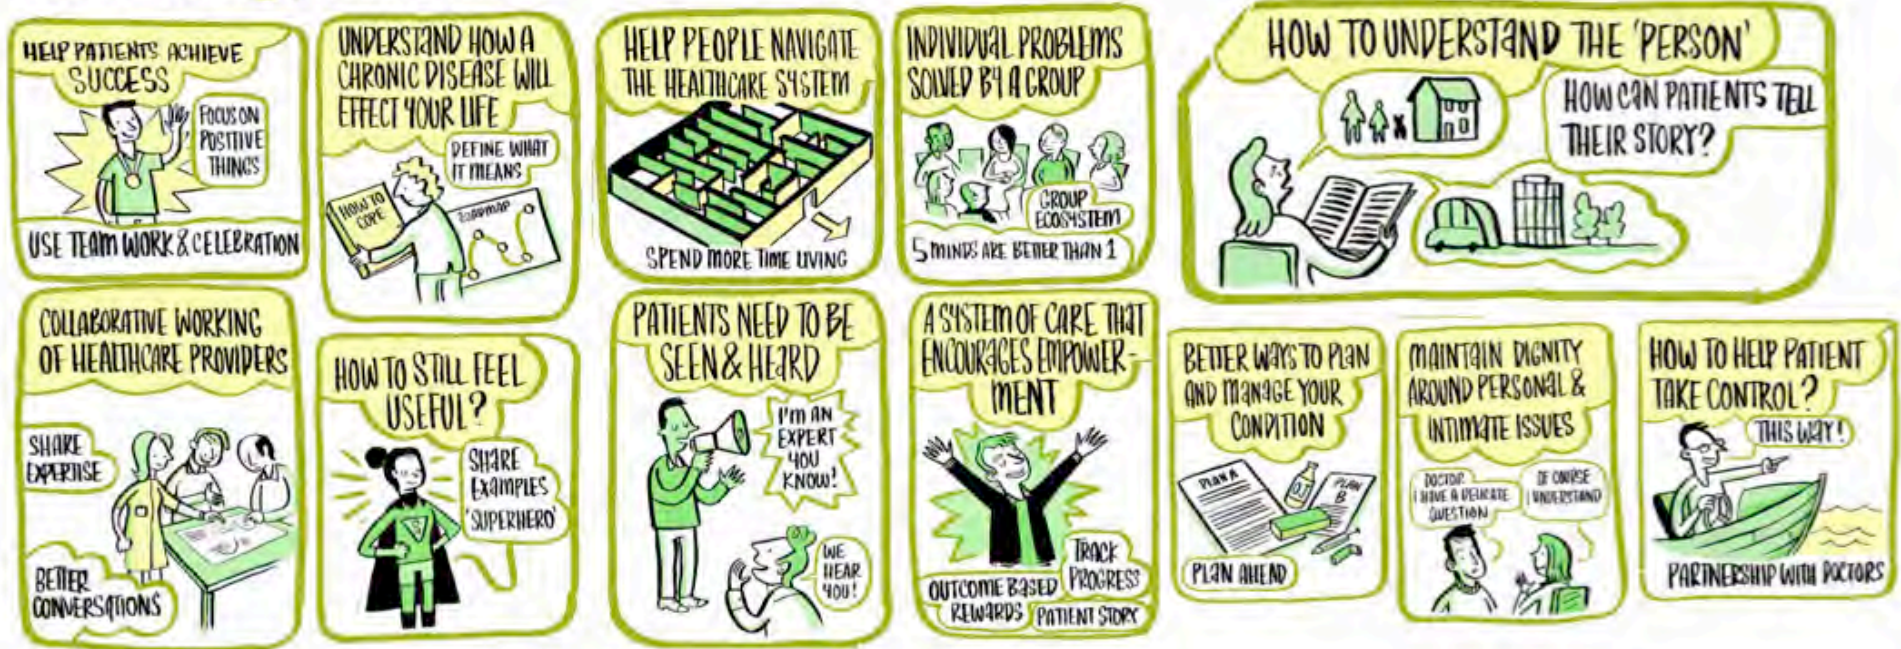 HELP PATIENTS ACHIEVE
SUCCESS
FOCUS ON
POSITIVE
THINGS
USE TEAM WORK & CELEBRATION
UNDERSTAND HOW A
CHRONIC DISEASE WILL
EFFECT YOUR LIFE
DEFINE WHAT
IT MEANS
HOW TO
COPE
ROADMAP
HELP PEOPLE NAVIGATE
THE HEALTHCARE SYSTEM
SPEND MORE TIME LIVING
INDIVIDUAL PROBLEMS
SOLVED BY A GROUP
GROUP
ECOSYSTEM
5 MINDS ARE BETTER THAN 1
HOW TO UNDERSTAND THE 'PERSON'
HOW CAN PATIENTS TELL
THEIR STORY?
COLLABORATIVE WORKING
OF HEALTHCARE PROVIDERS
SHARE
EXPERTISE
BETTER
CONVERSATIONS
HOW TO STILL FEEL
USEFUL?
SHARE
EXAMPLES
'SUPERHERO'
S
PATIENTS NEED TO BE
SEEN & HEARD
I'M AN
EXPERT
YOU
KNOW!
WE
HEAR
YOU!
A SYSTEM OF CARE THAT
ENCOURAGES EMPOWER-
MENT
TRACK
PROGRESS
OUTCOME BASED
REWARDS
PATIENT STORY
BETTER WAYS TO PLAN
AND MANAGE YOUR
CONDITION
PLAN A
PLAN
B
PLAN AHEAD
MAINTAIN DIGNITY
AROUND PERSONAL &
INTIMATE ISSUES
DOCTOR
I HAVE A DELICATE
QUESTION
OF COURSE
I UNDERSTAND
HOW TO HELP PATIENT
TAKE CONTROL?
THIS WAY!
PARTNERSHIP WITH DOCTORS